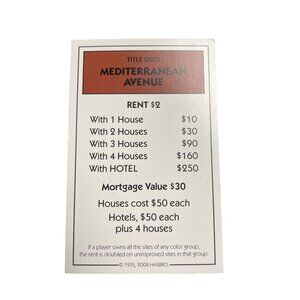 TITLE DEED
MEDITERRANEAN
AVENUE
RENT $2
With 1 House $10
With 2 Houses $30
With 3 Houses $90
With 4 Houses $160
With HOTEL $250
Mortgage Value $30
Houses cost $50 each
Hotels, $50 each
plus 4 houses
If a player owns all the sites of any color group,
the rent is doubled on unimproved sites in that group.
© 1935, 2008 HASBRO.